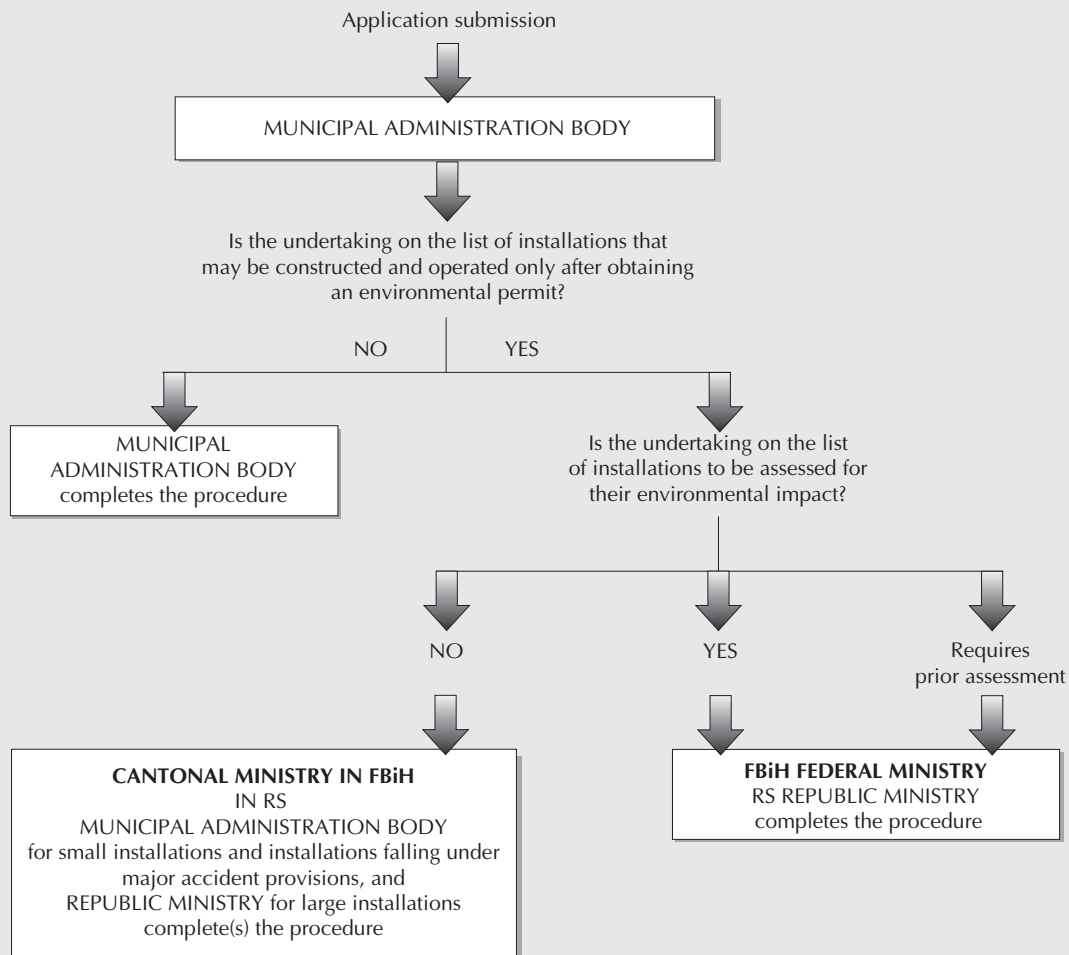 Application submission
MUNICIPAL ADMINISTRATION BODY
Is the undertaking on the list of installations that
may be constructed and operated only after obtaining
an environmental permit?
NO
YES
MUNICIPAL
ADMINISTRATION BODY
completes the procedure
Is the undertaking on the list
of installations to be assessed for
their environmental impact?
NO
YES
Requires
prior assessment
CANTONAL MINISTRY IN FBiH
IN RS
MUNICIPAL ADMINISTRATION BODY
for small installations and installations falling under
major accident provisions, and
REPUBLIC MINISTRY for large installations
complete(s) the procedure
FBiH FEDERAL MINISTRY
RS REPUBLIC MINISTRY
completes the procedure